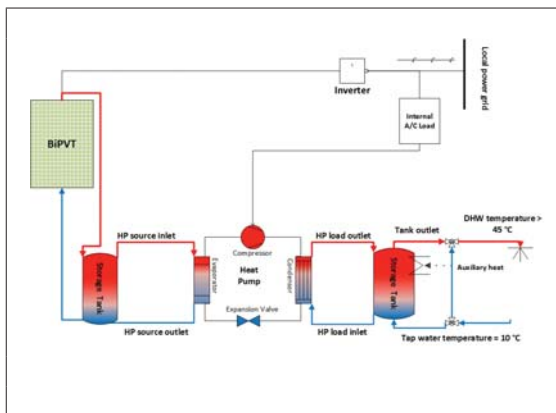 Local power grid
Inverter
Internal
A/C Load
BiPVT
HP source inlet
HP load outlet
Tank outlet
DHW temperature >
45 °C
Compressor
Storage Tank
Evaporator
Heat
Pump
Condensor
Storage Tank
Auxiliary heat
Expansion Valve
HP source outlet
HP load inlet
Tap water temperature = 10 °C